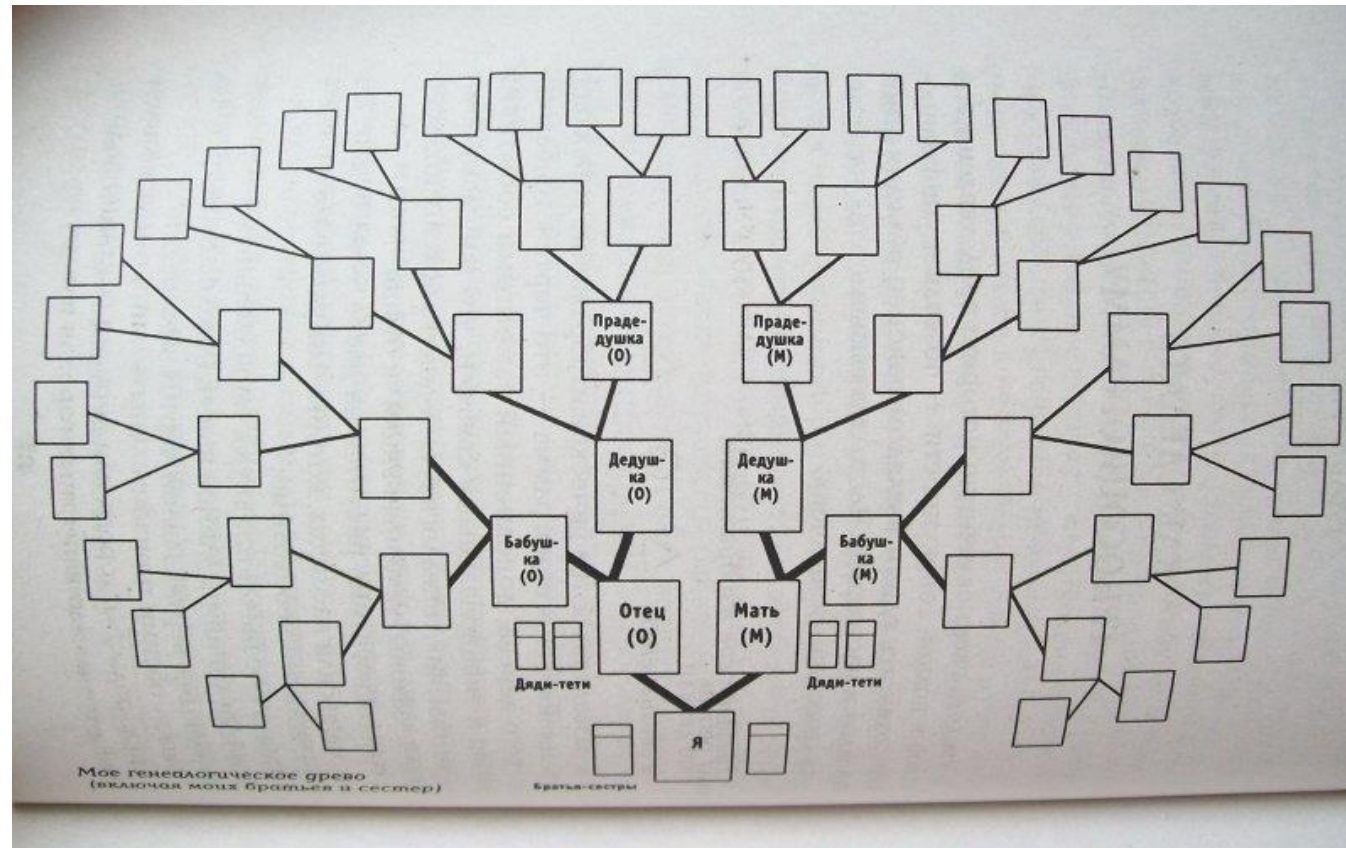 Праде-
душка
(О)
Праде-
душка
(М)
Дедуш-
ка
(О)
Дедуш-
ка
(М)
Бабуш-
ка
(О)
Бабуш-
ка
(М)
Отец
(О)
Мать
(М)
Дяди-тети
Дяди-тети
Я
Братья-сестры
Мое генеалогическое древо
(включая моих братьев и сестер)